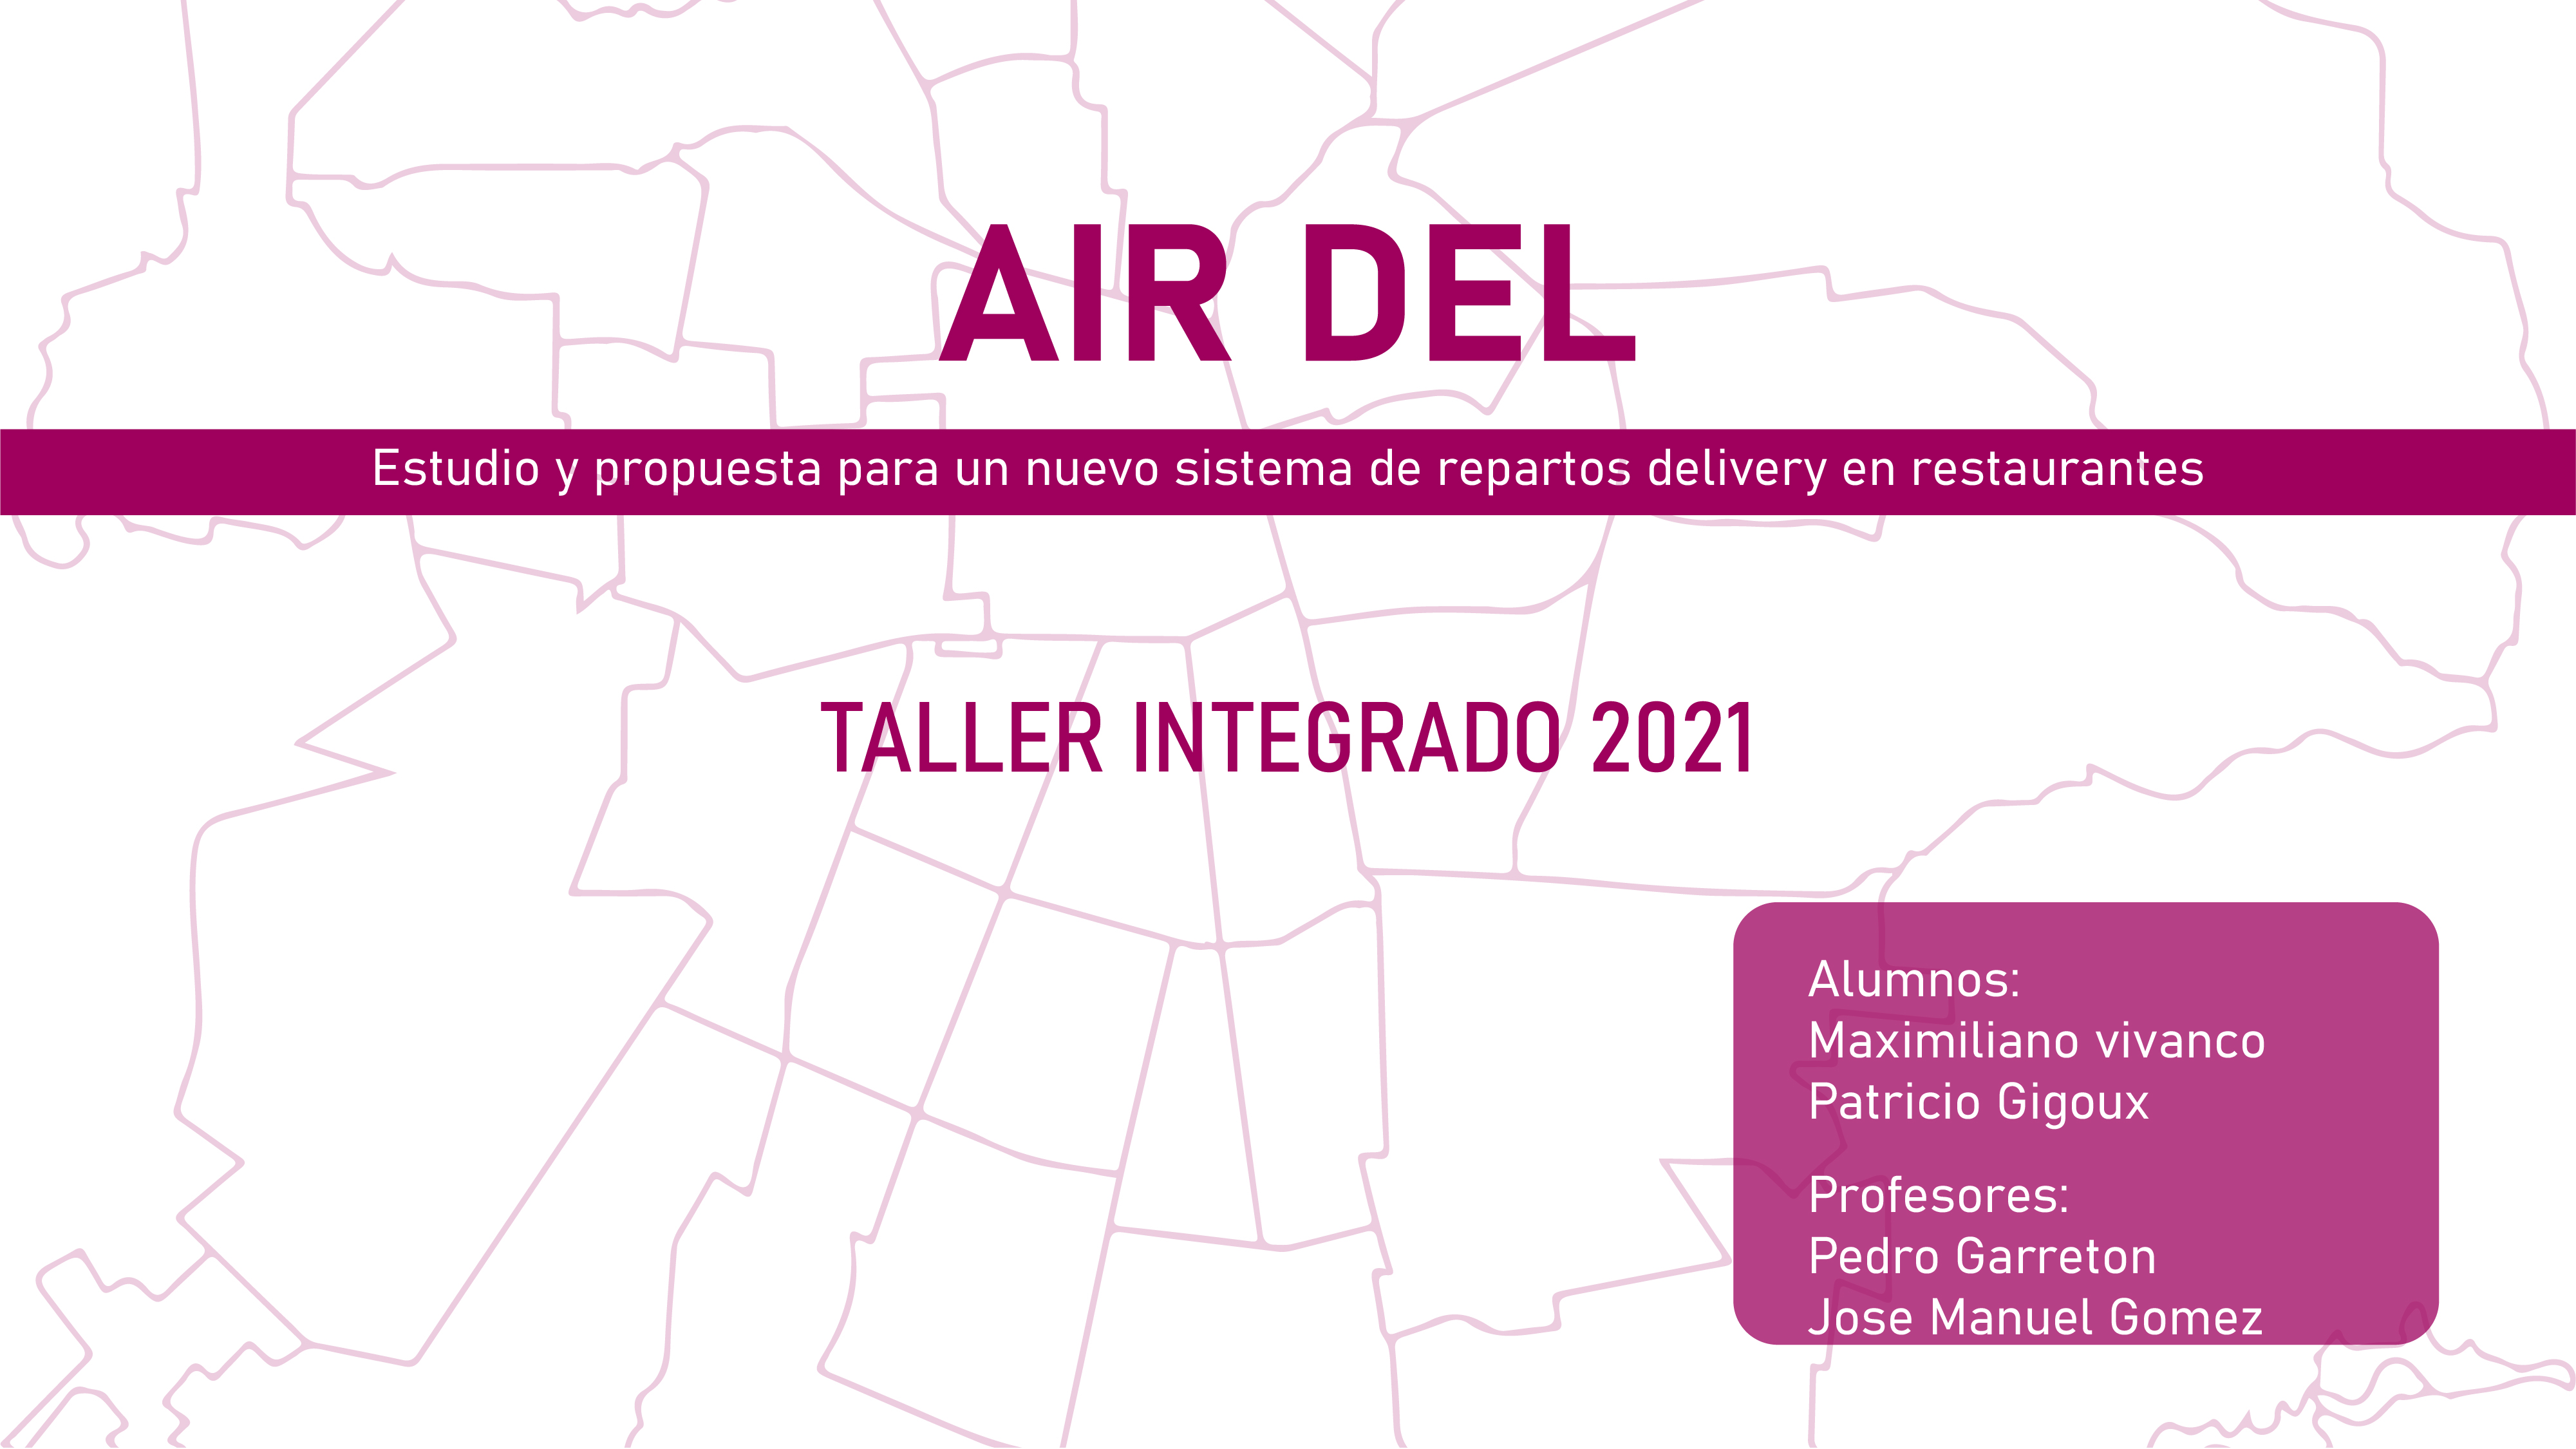 AIR DEL
Estudio y propuesta para un nuevo sistema de repartos delivery en restaurantes
TALLER INTEGRADO 2021
Alumnos:
Maximiliano vivanco
Patricio Gigoux
Profesores:
Pedro Garreton
Jose Manuel Gomez